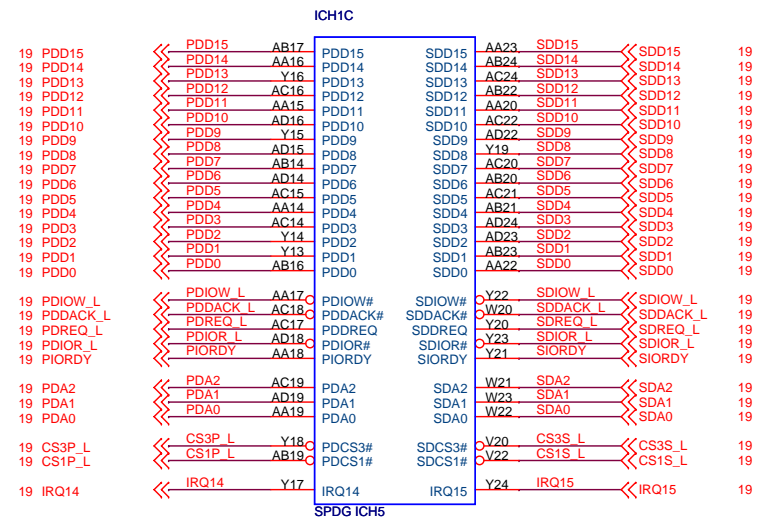 ICH1C
19 PDD15 PDD15 AB17 PDD15 SDD15 AA23 SDD15 SDD15 19
19 PDD14 PDD14 AA16 PDD14 SDD14 AB24 SDD14 SDD14 19
19 PDD13 PDD13 Y16 PDD13 SDD13 AC24 SDD13 SDD13 19
19 PDD12 PDD12 AC16 PDD12 SDD12 AB22 SDD12 SDD12 19
19 PDD11 PDD11 AA15 PDD11 SDD11 AA20 SDD11 SDD11 19
19 PDD10 PDD10 AD16 PDD10 SDD10 AC22 SDD10 SDD10 19
19 PDD9 PDD9 Y15 PDD9 SDD9 AD22 SDD9 SDD9 19
19 PDD8 PDD8 AD15 PDD8 SDD8 Y19 SDD8 SDD8 19
19 PDD7 PDD7 AB14 PDD7 SDD7 AC20 SDD7 SDD7 19
19 PDD6 PDD6 AD14 PDD6 SDD6 AB20 SDD6 SDD6 19
19 PDD5 PDD5 AC15 PDD5 SDD5 AC21 SDD5 SDD5 19
19 PDD4 PDD4 AA14 PDD4 SDD4 AB21 SDD4 SDD4 19
19 PDD3 PDD3 AC14 PDD3 SDD3 AD24 SDD3 SDD3 19
19 PDD2 PDD2 Y14 PDD2 SDD2 AD23 SDD2 SDD2 19
19 PDD1 PDD1 Y13 PDD1 SDD1 AB23 SDD1 SDD1 19
19 PDD0 PDD0 AB16 PDD0 SDD0 AA22 SDD0 SDD0 19
19 PDIOW_L PDIOW_L AA17 PDIOW# SDIOW# Y22 SDIOW_L SDIOW_L 19
19 PDDACK_L PDDACK_L AC18 PDDACK# SDDACK# W20 SDDACK_L SDDACK_L 19
19 PDREQ_L PDREQ_L AC17 PDDREQ SDDREQ Y20 SDREQ_L SDREQ_L 19
19 PDIOR_L PDIOR_L AD18 PDIOR# SDIOR# Y23 SDIOR_L SDIOR_L 19
19 PIORDY PIORDY AA18 PIORDY SIORDY Y21 SIORDY SIORDY 19
19 PDA2 PDA2 AC19 PDA2 SDA2 W21 SDA2 SDA2 19
19 PDA1 PDA1 AD19 PDA1 SDA1 W23 SDA1 SDA1 19
19 PDA0 PDA0 AA19 PDA0 SDA0 W22 SDA0 SDA0 19
19 CS3P_L CS3P_L Y18 PDCS3# SDCS3# V20 CS3S_L CS3S_L 19
19 CS1P_L CS1P_L AB19 PDCS1# SDCS1# V22 CS1S_L CS1S_L 19
19 IRQ14 IRQ14 Y17 IRQ14 IRQ15 Y24 IRQ15 IRQ15 19
SPDG ICH5